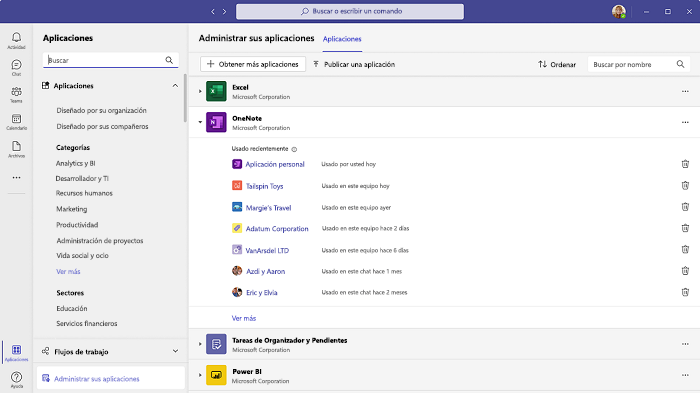 Buscar o escribir un comando
Actividad
Chat
Teams
Calendario
Archivos
Aplicaciones
Ayuda
Aplicaciones
Buscar
Aplicaciones
Diseñado por su organización
Diseñado por sus compañeros
Categorías
Analytics y BI
Desarrollador y TI
Recursos humanos
Marketing
Productividad
Administración de proyectos
Vida social y ocio
Ver más
Sectores
Educación
Servicios financieros
Flujos de trabajo
Administrar sus aplicaciones
Administrar sus aplicaciones Aplicaciones
Obtener más aplicaciones Publicar una aplicación Ordenar Buscar por nombre
Excel
Microsoft Corporation
OneNote
Microsoft Corporation
Usado recientemente
Aplicación personal Usado por usted hoy
Tailspin Toys Usado en este equipo hoy
Margie's Travel Usado en este equipo ayer
Adatum Corporation Usado en este equipo hace 2 días
VanArsdel LTD Usado en este equipo hace 6 días
Azdi y Aaron Usado en este chat hace 1 mes
Eric y Elvia Usado en este chat hace 2 meses
Ver más
Tareas de Organizador y Pendientes
Microsoft Corporation
Power BI
Microsoft Corporation